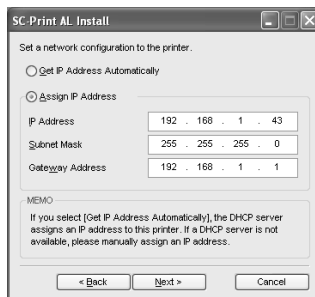 SC-Print AL Install
Set a network configuration to the printer.
Get IP Address Automatically
Assign IP Address
IP Address 192 . 168 . 1 . 43
Subnet Mask 255 . 255 . 255 . 0
Gateway Address 192 . 168 . 1 . 1
MEMO
If you select [Get IP Address Automatically], the DHCP server
assigns an IP address to this printer. If a DHCP server is not
available, please manually assign an IP address.
< Back Next > Cancel